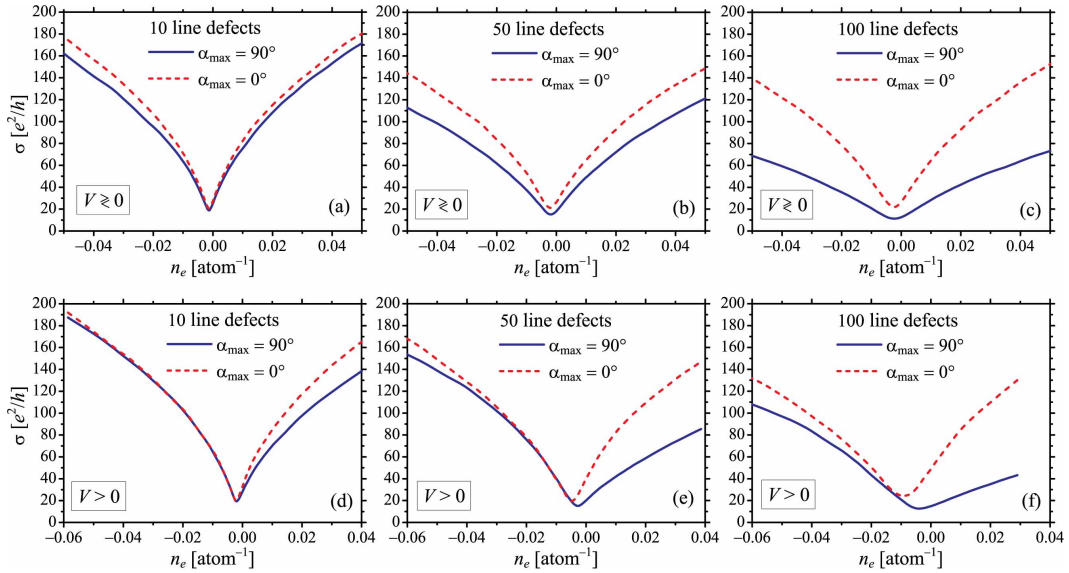 10 line defects
α_max = 90°
α_max = 0°
V ≷ 0
(a)
σ [e²/h]
200
180
160
140
120
100
80
60
40
20
0
−0.04 −0.02 0.00 0.02 0.04
n_e [atom⁻¹]
50 line defects
α_max = 90°
α_max = 0°
V ≷ 0
(b)
200
180
160
140
120
100
80
60
40
20
0
−0.04 −0.02 0.00 0.02 0.04
n_e [atom⁻¹]
100 line defects
α_max = 90°
α_max = 0°
V ≷ 0
(c)
200
180
160
140
120
100
80
60
40
20
0
−0.04 −0.02 0.00 0.02 0.04
n_e [atom⁻¹]
10 line defects
α_max = 90°
α_max = 0°
V > 0
(d)
σ [e²/h]
200
180
160
140
120
100
80
60
40
20
0
−0.06 −0.04 −0.02 0.00 0.02 0.04
n_e [atom⁻¹]
50 line defects
α_max = 90°
α_max = 0°
V > 0
(e)
200
180
160
140
120
100
80
60
40
20
0
−0.06 −0.04 −0.02 0.00 0.02 0.04
n_e [atom⁻¹]
100 line defects
α_max = 90°
α_max = 0°
V > 0
(f)
200
180
160
140
120
100
80
60
40
20
0
−0.06 −0.04 −0.02 0.00 0.02 0.04
n_e [atom⁻¹]